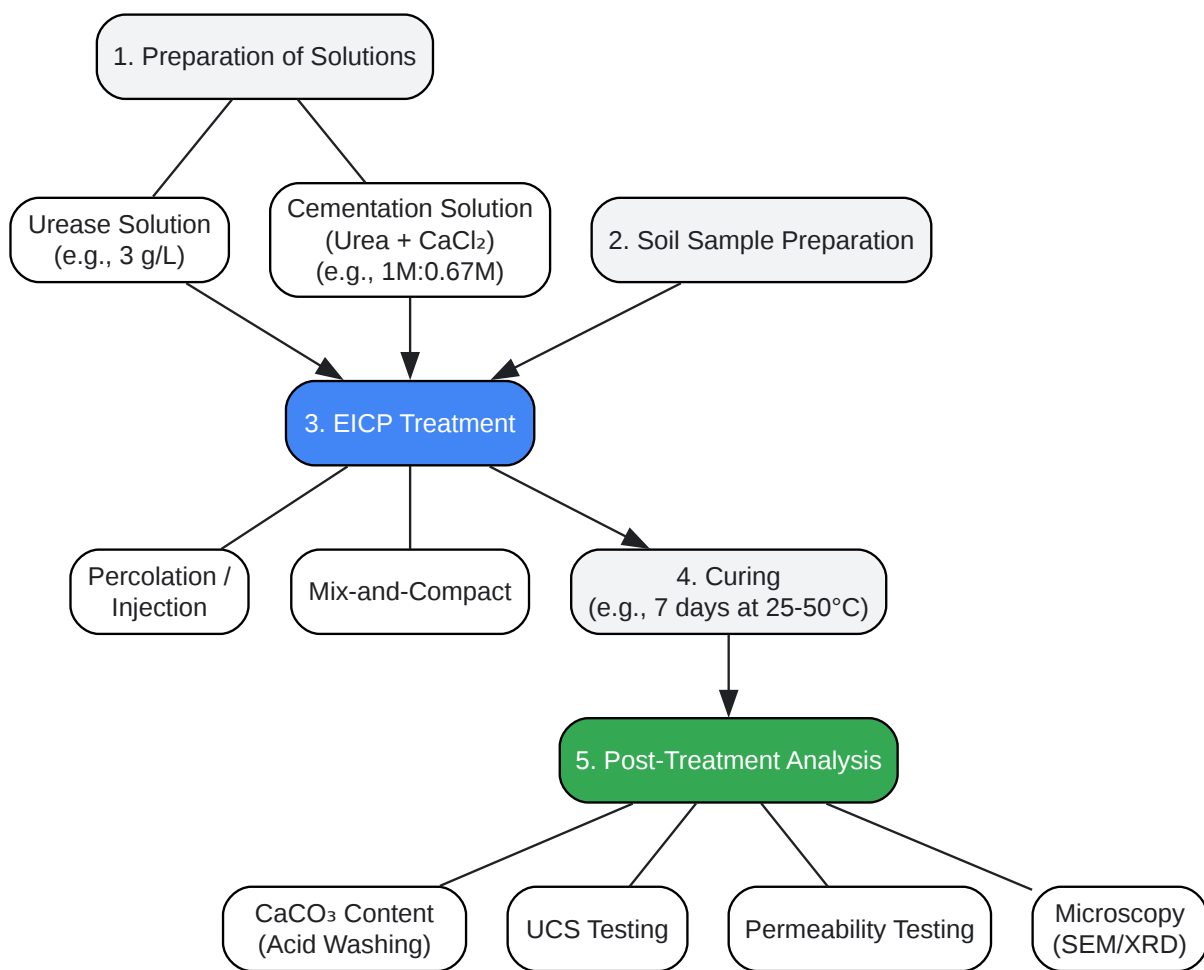 1. Preparation of Solutions
Urease Solution
(e.g., 3 g/L)
Cementation Solution
(Urea + CaCl₂)
(e.g., 1M:0.67M)
2. Soil Sample Preparation
3. EICP Treatment
Percolation /
Injection
Mix-and-Compact
4. Curing
(e.g., 7 days at 25-50°C)
5. Post-Treatment Analysis
CaCO₃ Content
(Acid Washing)
UCS Testing
Permeability Testing
Microscopy
(SEM/XRD)